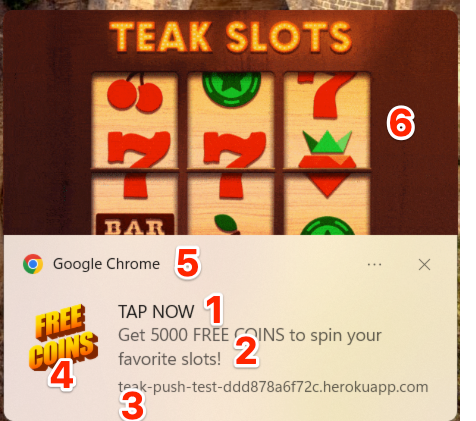 TEAK SLOTS
6
BAR
Google Chrome 5
TAP NOW 1
Get 5000 FREE COINS to spin your
favorite slots! 2
FREE
COINS
4
teak-push-test-ddd878a6f72c.herokuapp.com
3